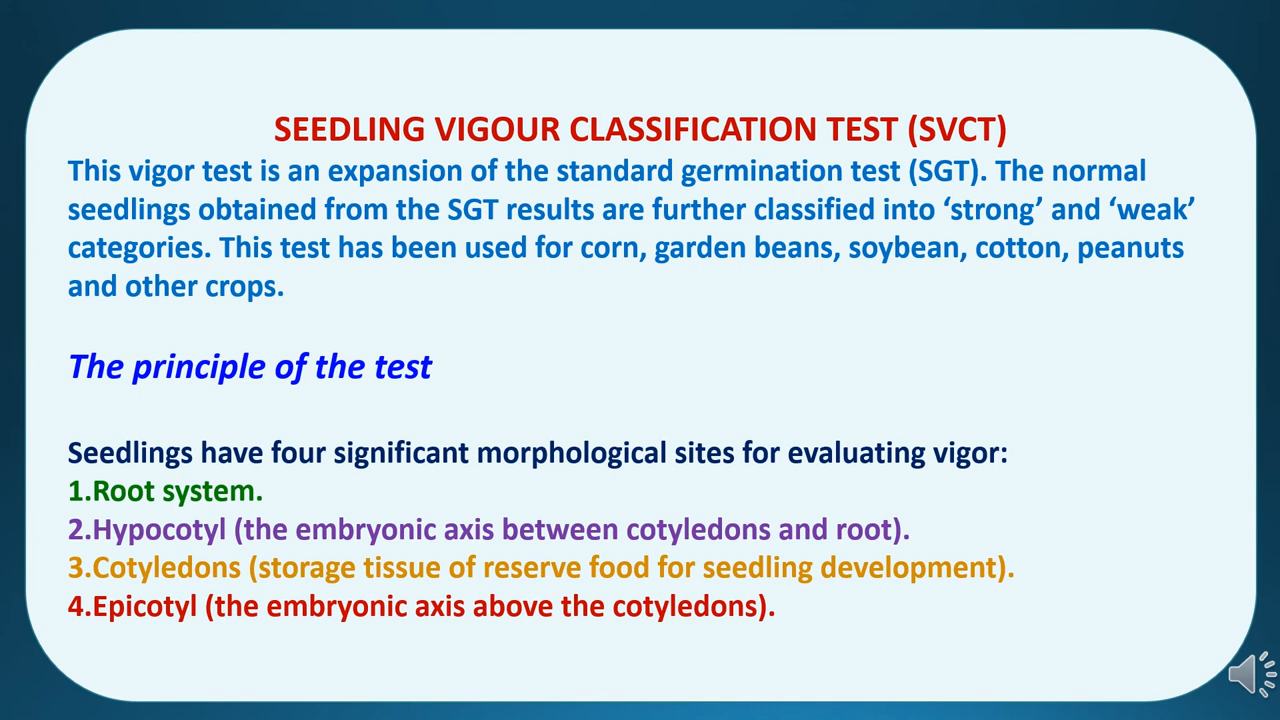 SEEDLING VIGOUR CLASSIFICATION TEST (SVCT)
This vigor test is an expansion of the standard germination test (SGT). The normal
seedlings obtained from the SGT results are further classified into ‘strong’ and ‘weak’
categories. This test has been used for corn, garden beans, soybean, cotton, peanuts
and other crops.
The principle of the test
Seedlings have four significant morphological sites for evaluating vigor:
1.Root system.
2.Hypocotyl (the embryonic axis between cotyledons and root).
3.Cotyledons (storage tissue of reserve food for seedling development).
4.Epicotyl (the embryonic axis above the cotyledons).